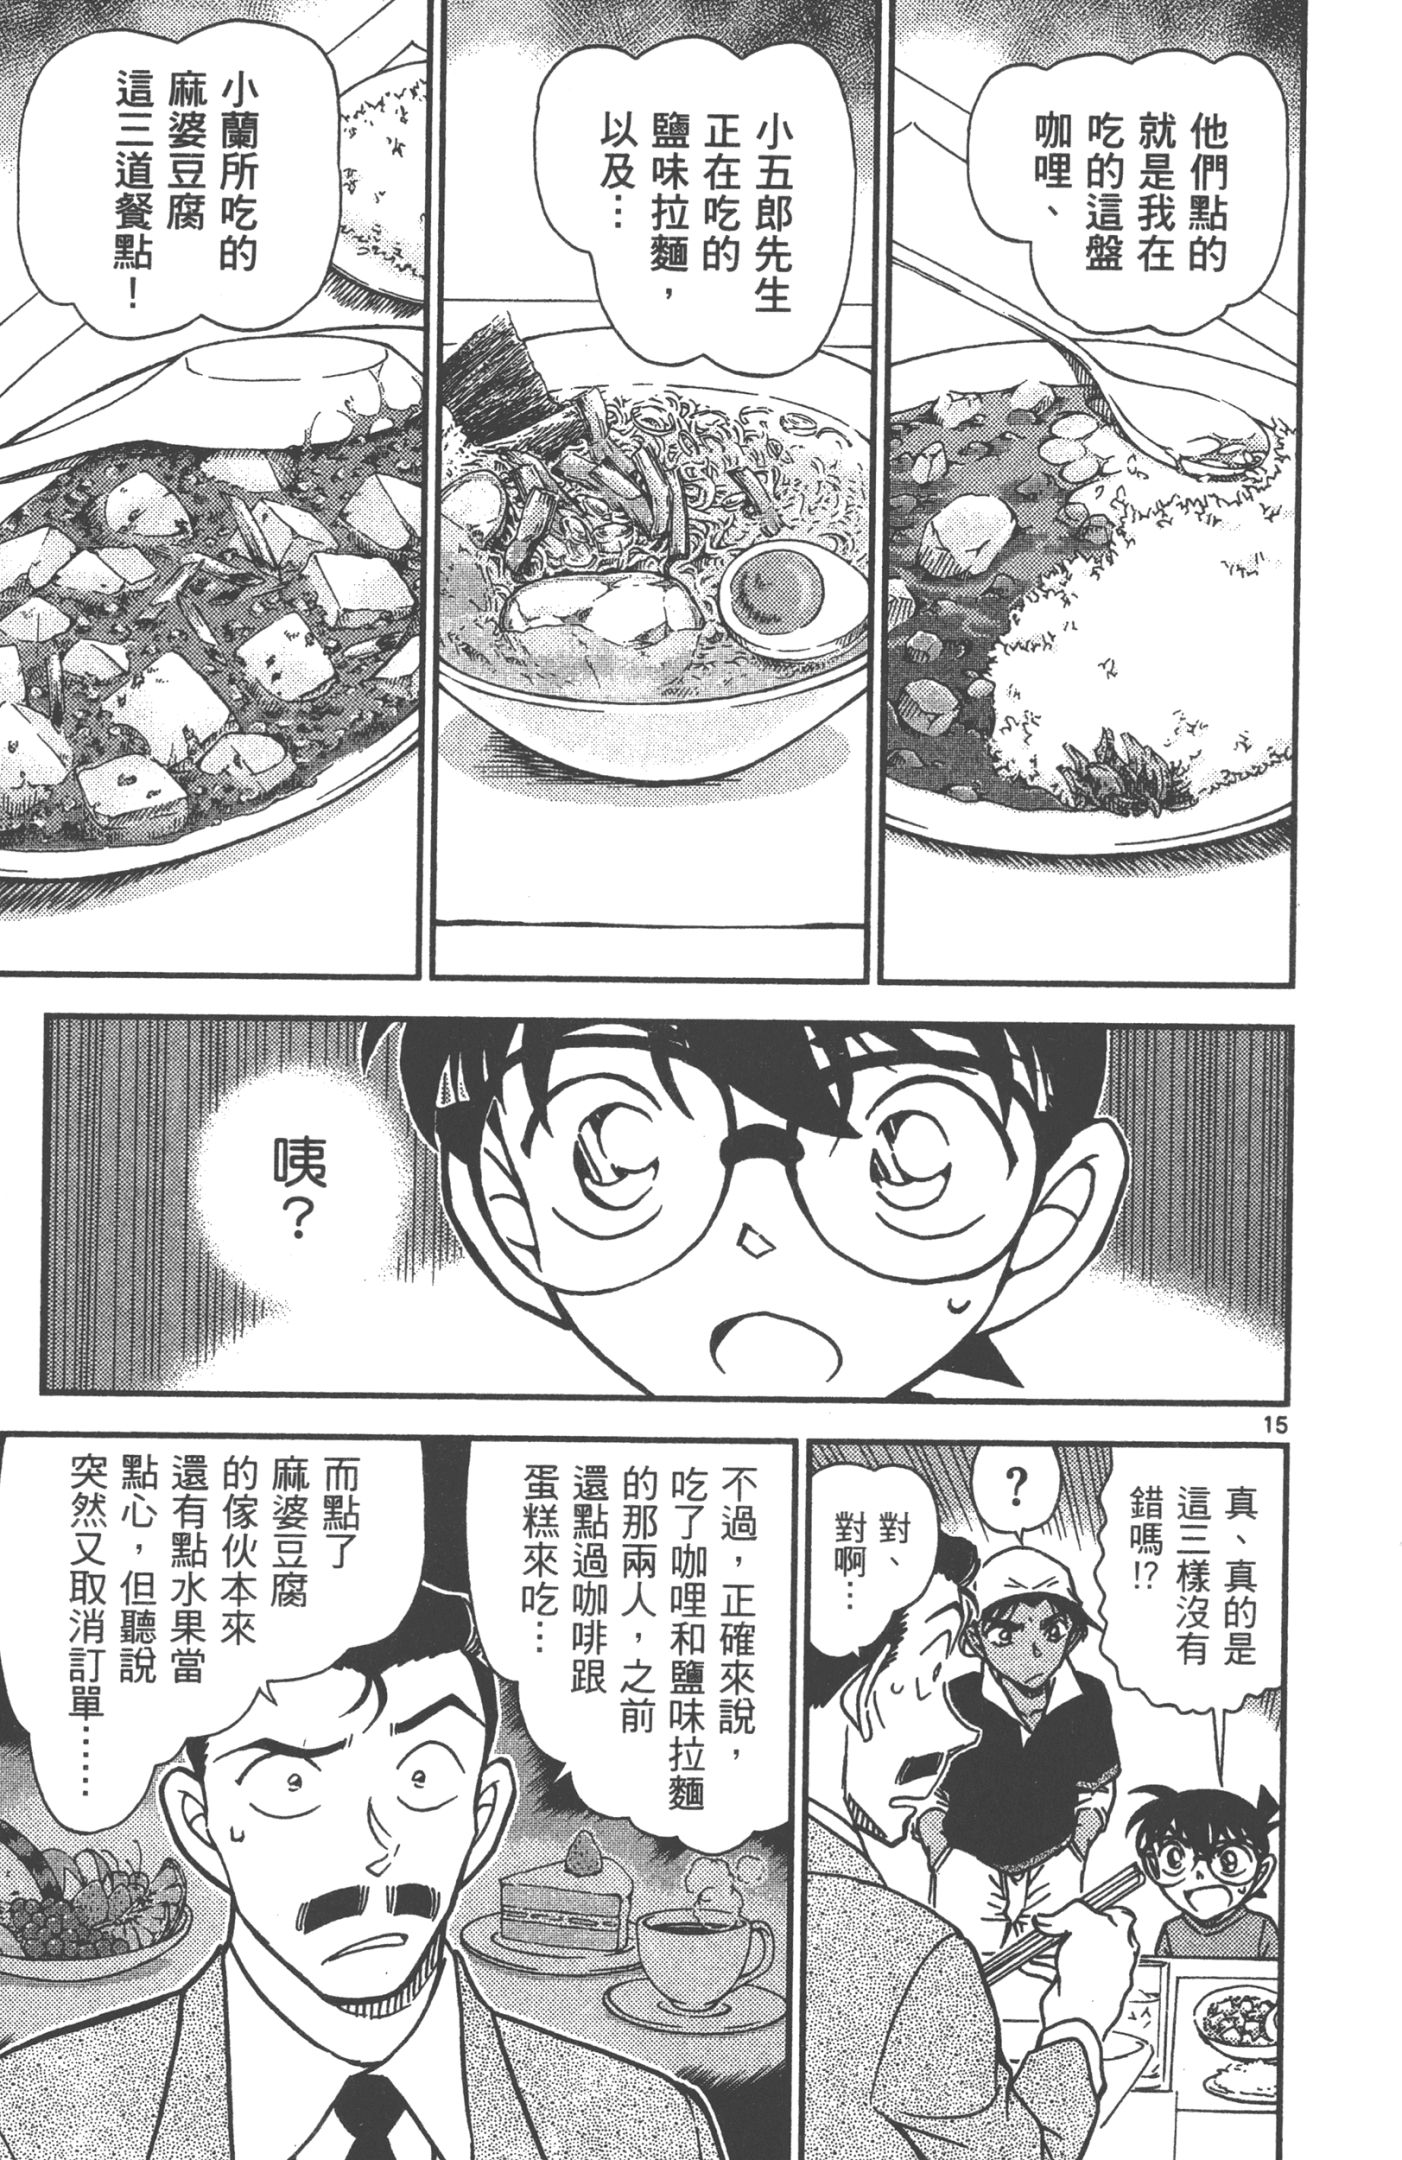 他們點的
就是我在
吃的這盤
咖哩、
小五郎先生
正在吃的
鹽味拉麵，
以及…
小蘭所吃的
麻婆豆腐
這三道餐點！
咦？
15
真、真的是
這三樣沒有
錯嗎!?
？
對、
對啊…
不過，正確來說，
吃了咖哩和鹽味拉麵
的那兩人，之前
還點過咖啡跟
蛋糕來吃…
而點了
麻婆豆腐
的傢伙本來
還有點水果當
點心，但聽說
突然又取消訂單……